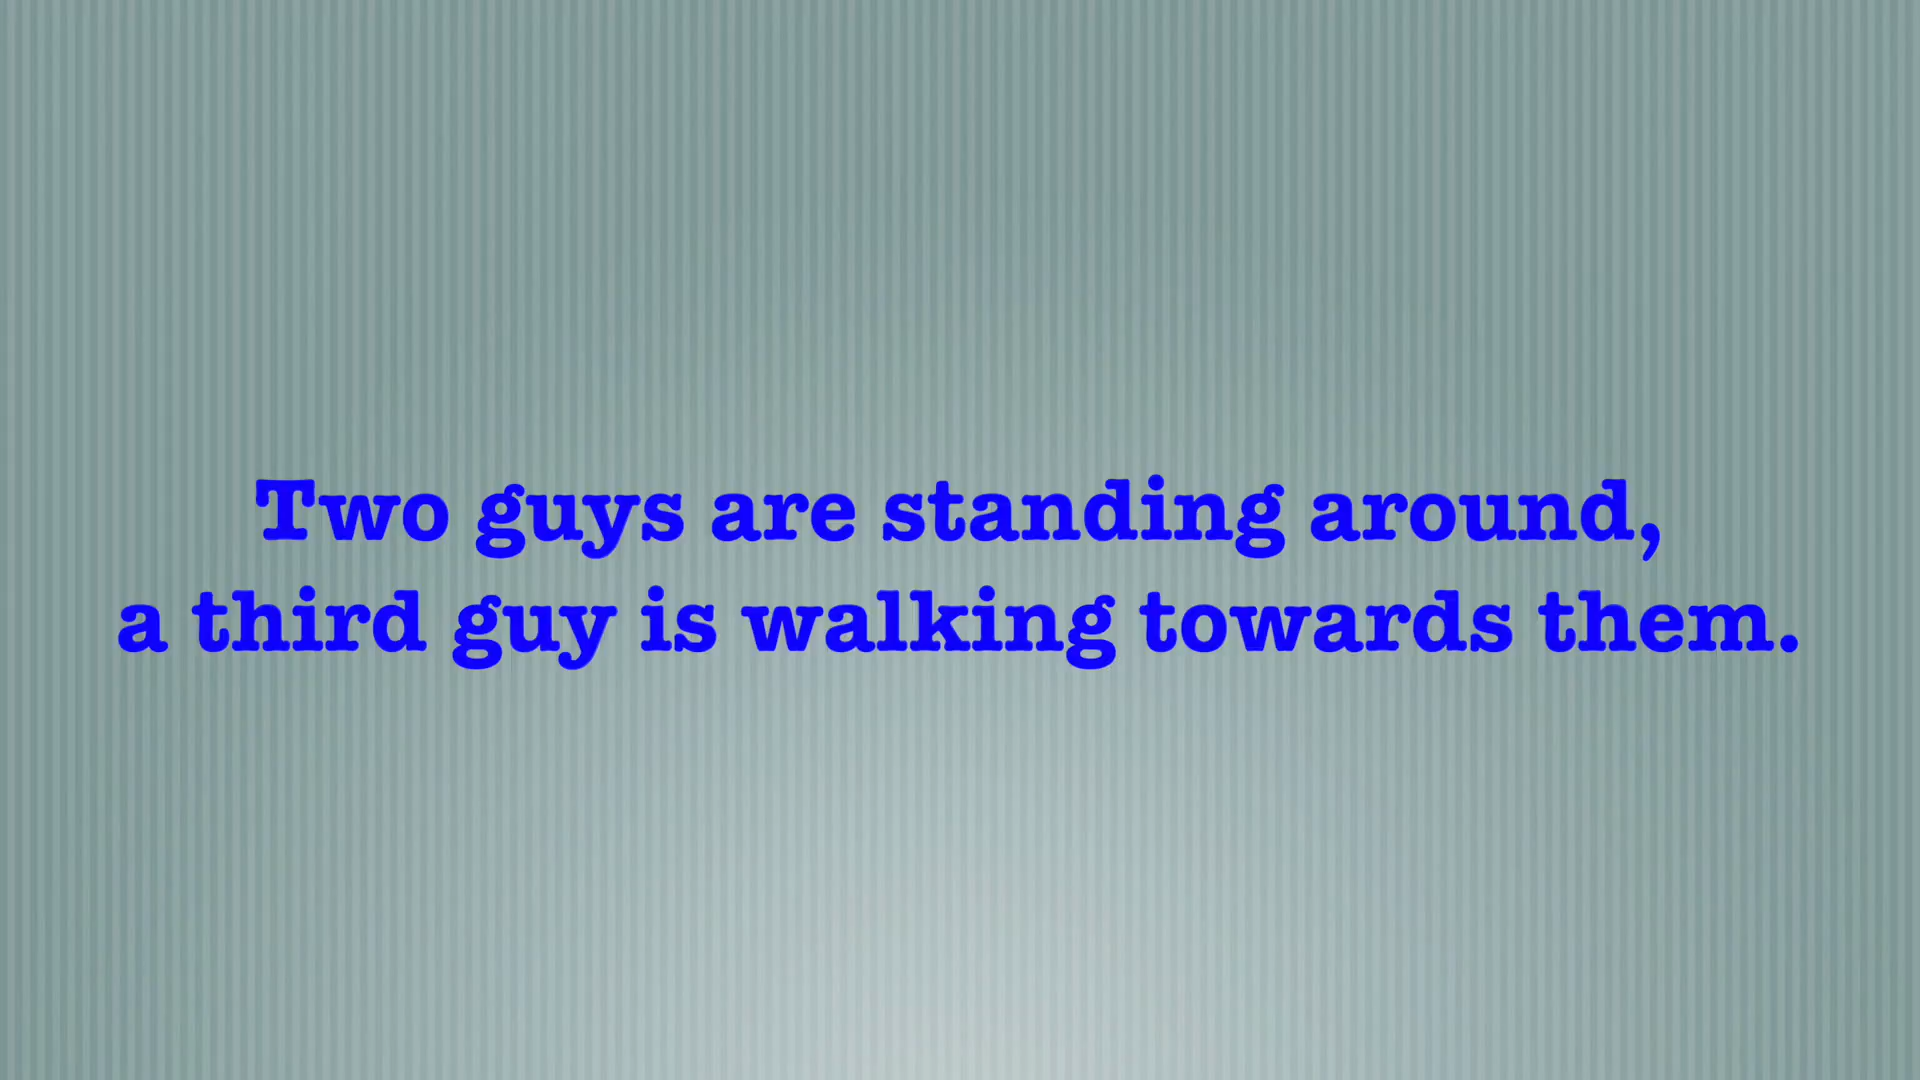 Two guys are standing around,
a third guy is walking towards them.